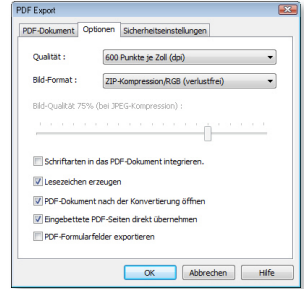 PDF Export
PDF-Dokument Optionen Sicherheitseinstellungen
Qualität : 600 Punkte je Zoll (dpi)
Bild-Format : ZIP-Kompression/RGB (verlustfrei)
Bild-Qualität 75% (bei JPEG-Kompression) :
Schriftarten in das PDF-Dokument integrieren.
Lesezeichen erzeugen
PDF-Dokument nach der Konvertierung öffnen
Eingebettete PDF-Seiten direkt übernehmen
PDF-Formularfelder exportieren
OK Abbrechen Hilfe